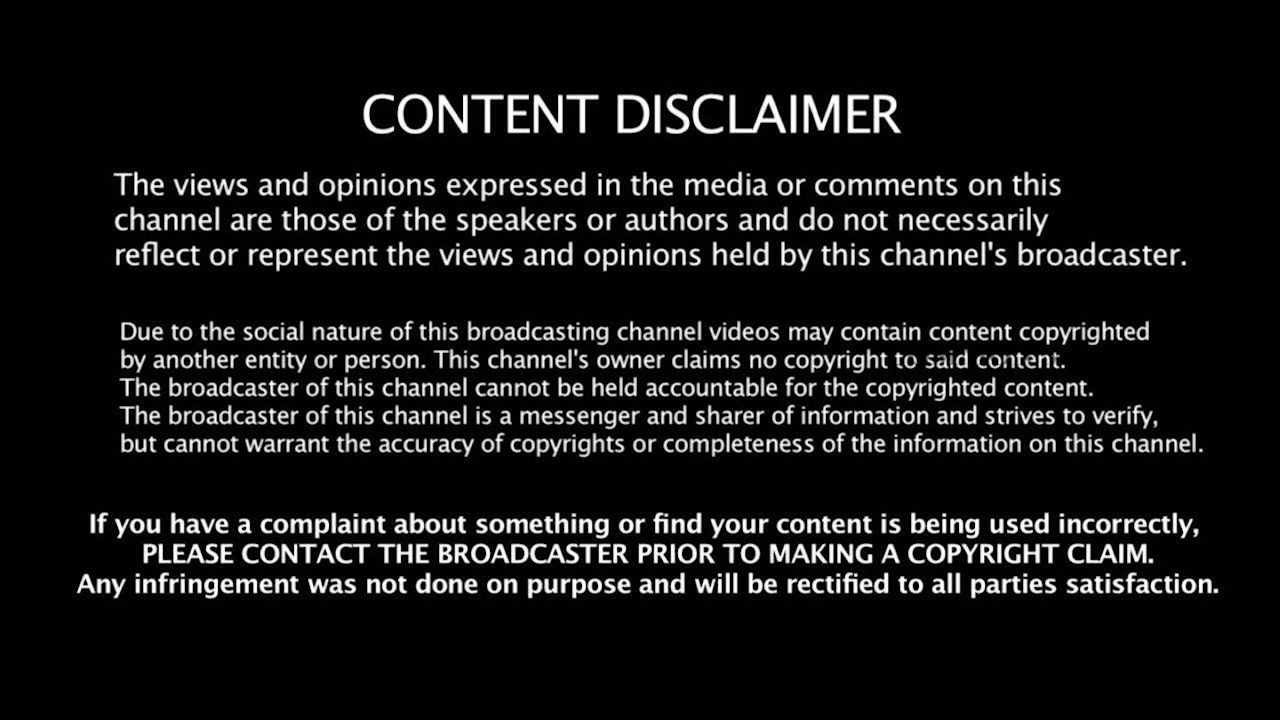 CONTENT DISCLAIMER
The views and opinions expressed in the media or comments on this
channel are those of the speakers or authors and do not necessarily
reflect or represent the views and opinions held by this channel's broadcaster.
Due to the social nature of this broadcasting channel videos may contain content copyrighted
by another entity or person. This channel's owner claims no copyright to said content.
The broadcaster of this channel cannot be held accountable for the copyrighted content.
The broadcaster of this channel is a messenger and sharer of information and strives to verify,
but cannot warrant the accuracy of copyrights or completeness of the information on this channel.
If you have a complaint about something or find your content is being used incorrectly,
PLEASE CONTACT THE BROADCASTER PRIOR TO MAKING A COPYRIGHT CLAIM.
Any infringement was not done on purpose and will be rectified to all parties satisfaction.